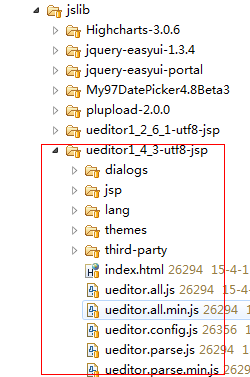 jslib
Highcharts-3.0.6
jquery-easyui-1.3.4
jquery-easyui-portal
My97DatePicker4.8Beta3
plupload-2.0.0
ueditor1_2_6_1-utf8-jsp
ueditor1_4_3-utf8-jsp
dialogs
jsp
lang
themes
third-party
index.html 26294 15-4-1
ueditor.all.js 26294 15-
ueditor.all.min.js 26294 1
ueditor.config.js 26356 1
ueditor.parse.js 26294 1
ueditor.parse.min.js 2629